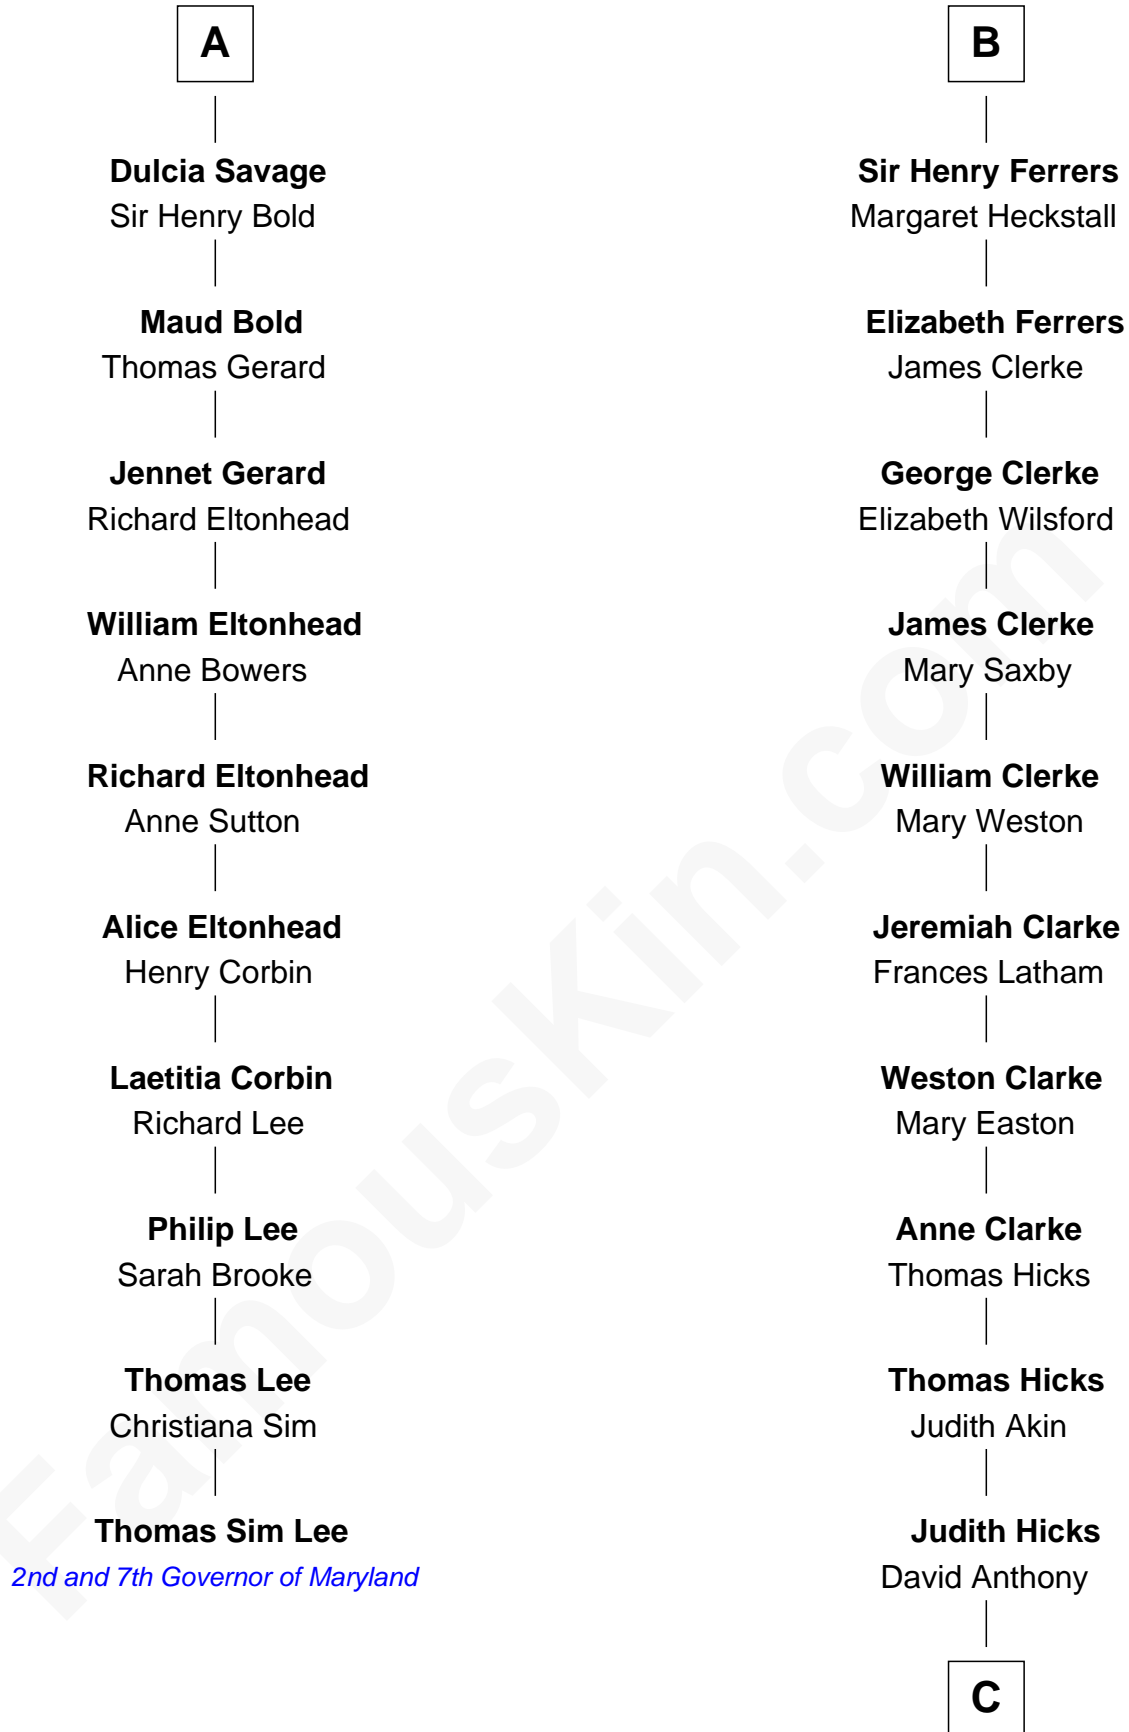 A
Dulcia Savage
Sir Henry Bold
Maud Bold
Thomas Gerard
Jennet Gerard
Richard Eltonhead
William Eltonhead
Anne Bowers
Richard Eltonhead
Anne Sutton
Alice Eltonhead
Henry Corbin
Laetitia Corbin
Richard Lee
Philip Lee
Sarah Brooke
Thomas Lee
Christiana Sim
Thomas Sim Lee
2nd and 7th Governor of Maryland
B
Sir Henry Ferrers
Margaret Heckstall
Elizabeth Ferrers
James Clerke
George Clerke
Elizabeth Wilsford
James Clerke
Mary Saxby
William Clerke
Mary Weston
Jeremiah Clarke
Frances Latham
Weston Clarke
Mary Easton
Anne Clarke
Thomas Hicks
Thomas Hicks
Judith Akin
Judith Hicks
David Anthony
C
FamousKin.com